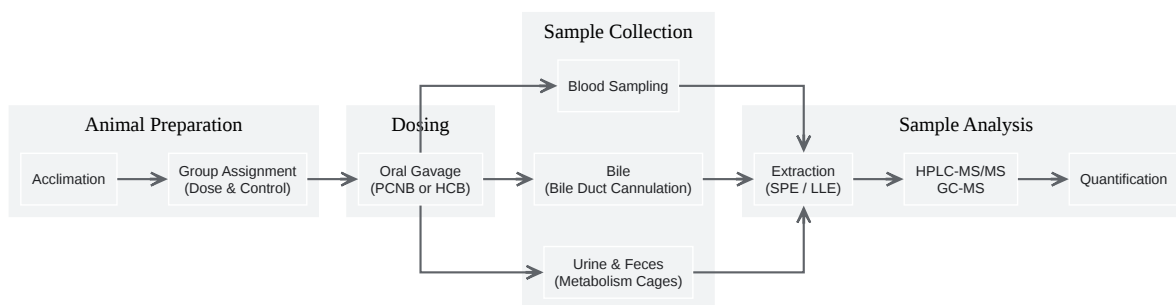 Sample Collection
Blood Sampling
Animal Preparation
Dosing
Sample Analysis
Acclimation
Group Assignment
(Dose & Control)
Oral Gavage
(PCNB or HCB)
Bile
(Bile Duct Cannulation)
Extraction
(SPE / LLE)
HPLC-MS/MS
GC-MS
Quantification
Urine & Feces
(Metabolism Cages)